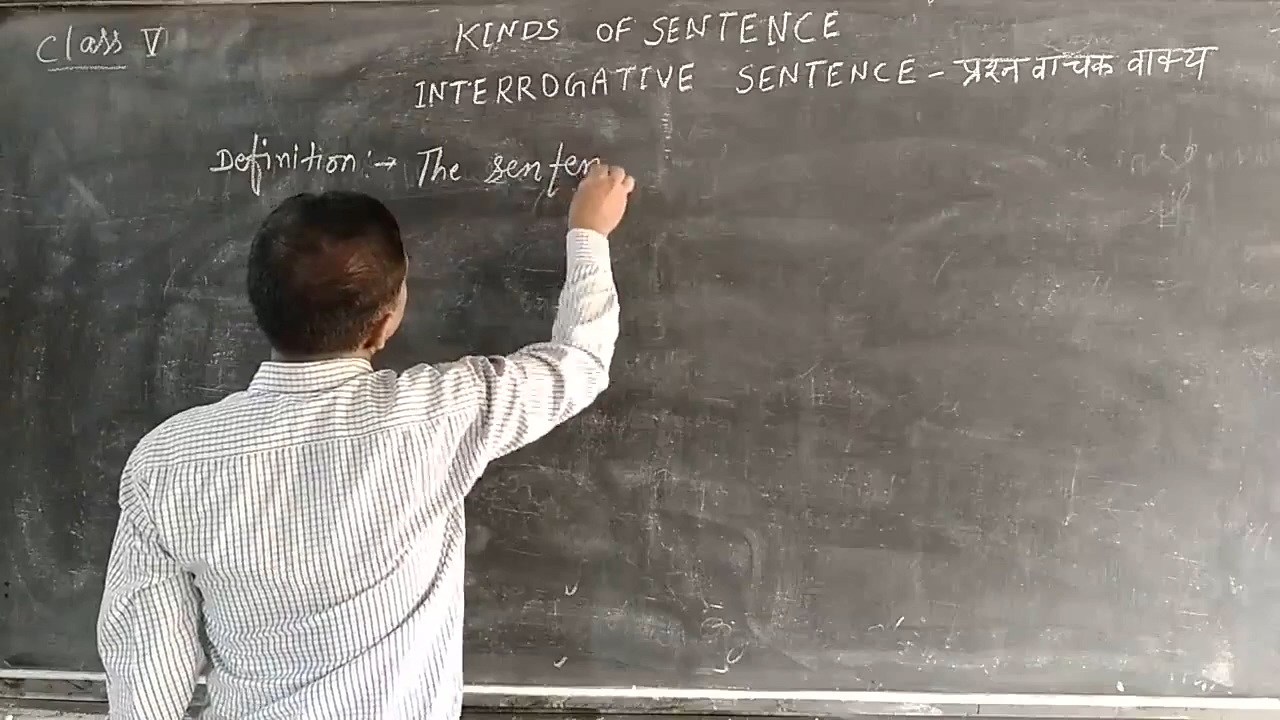 Class V
KINDS OF SENTENCE
INTERROGATIVE SENTENCE - प्रश्न वाचक वाक्य
Definition:→ The senten